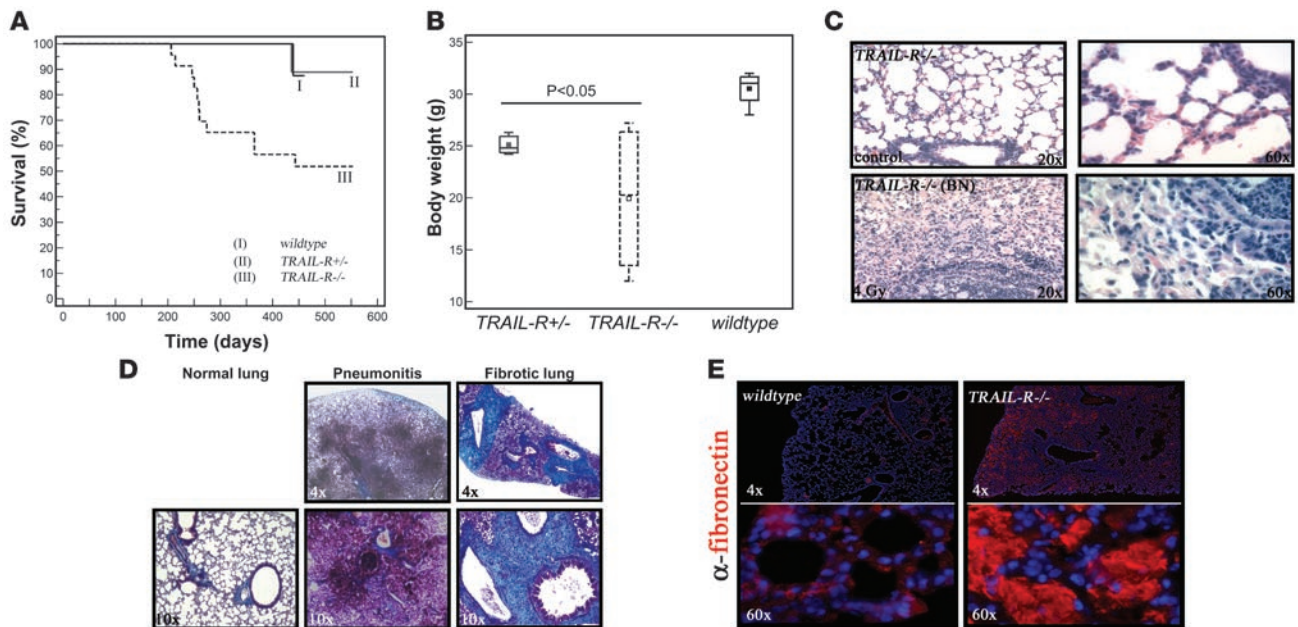 A
Survival (%)
100
90
80
70
60
50
40
30
20
10
0
I
II
III
(I) wildtype
(II) TRAIL-R+/-
(III) TRAIL-R-/-
0 100 200 300 400 500 600
Time (days)
B
Body weight (g)
35
30
25
20
15
10
P<0.05
TRAIL-R+/- TRAIL-R-/- wildtype
C
TRAIL-R-/-
control 20x
60x
TRAIL-R-/- (BN)
4 Gy 20x
60x
D
Normal lung Pneumonitis Fibrotic lung
4x 4x
10x 10x 10x
E
α-fibronectin
wildtype TRAIL-R-/-
4x 4x
60x 60x